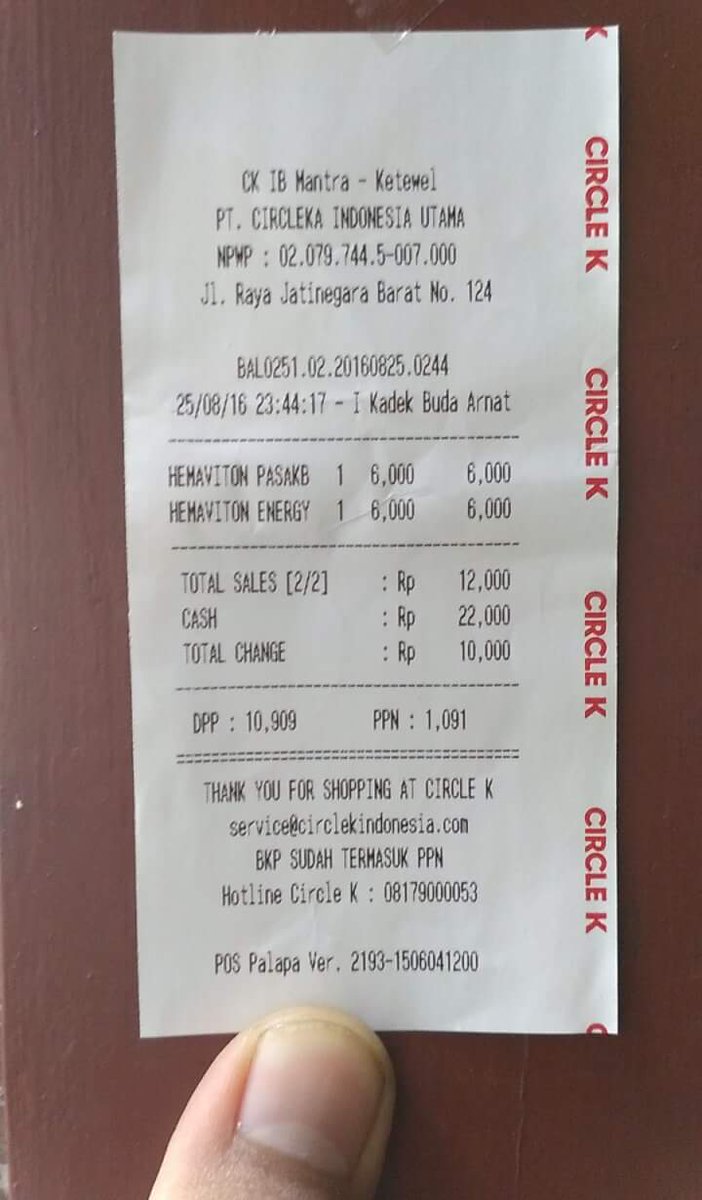 CK IB Mantra - Ketewel
PT. CIRCLEKA INDONESIA UTAMA
NPWP : 02.079.744.5-007.000
Jl. Raya Jatinegara Barat No. 124
BAL0251.02.20160825.0244
25/08/16 23:44:17 - I Kadek Buda Arnat
HEMAVITON PASAKB 1 6,000 6,000
HEMAVITON ENERGY 1 6,000 6,000
TOTAL SALES [2/2] : Rp 12,000
CASH : Rp 22,000
TOTAL CHANGE : Rp 10,000
DPP : 10,909 PPN : 1,091
THANK YOU FOR SHOPPING AT CIRCLE K
service@circlekindonesia.com
BKP SUDAH TERMASUK PPN
Hotline Circle K : 08179000053
POS Palapa Ver. 2193-1506041200
K
CIRCLE K
CIRCLE K
CIRCLE K
CIRCLE K
C